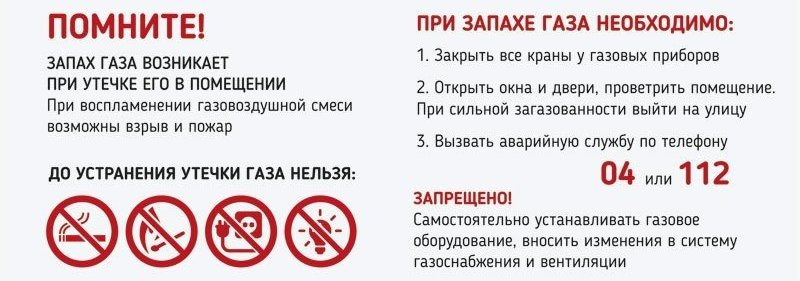 ПОМНИТЕ!
ЗАПАХ ГАЗА ВОЗНИКАЕТ
ПРИ УТЕЧКЕ ЕГО В ПОМЕЩЕНИИ
При воспламенении газовоздушной смеси
возможны взрыв и пожар
ДО УСТРАНЕНИЯ УТЕЧКИ ГАЗА НЕЛЬЗЯ:
ПРИ ЗАПАХЕ ГАЗА НЕОБХОДИМО:
1. Закрыть все краны у газовых приборов
2. Открыть окна и двери, проветрить помещение.
При сильной загазованности выйти на улицу
3. Вызвать аварийную службу по телефону
04 или 112
ЗАПРЕЩЕНО!
Самостоятельно устанавливать газовое
оборудование, вносить изменения в систему
газоснабжения и вентиляции